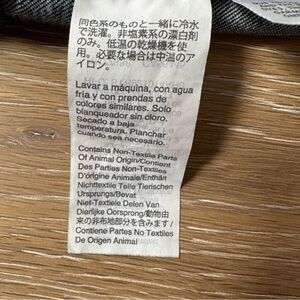 同色系のものと一緒に冷水
で洗濯。非塩素系の漂白剤
のみ。低温の乾燥機を使
用。必要な場合は中温のア
イロン。
Lavar a máquina, con agua
fría y con prendas de
colores similares. Solo
blanqueador sin cloro.
Secado a baja
temperatura. Planchar
cuando sea necesario.
Contains Non-Textile Parts
Of Animal Origin/Contient
Des Parties Non-Textiles
D'origine Animale/Enthält
Nichttextile Teile Tierischen
Ursprungs/Bevat
Niet-Textiele Delen Van
Dierlijke Oorsprong/動物由
来の非布地部分を含みます/
Contiene Partes No Textiles
De Origen Animal